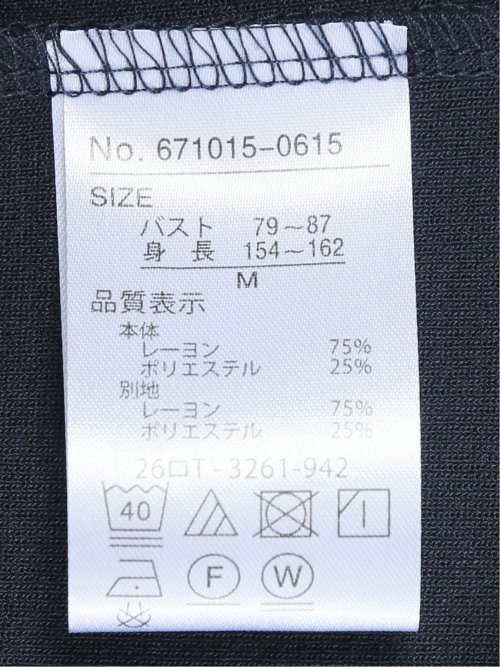 No. 671015-0615
SIZE
バスト 79～87
身 長 154～162
M
品質表示
本体
レーヨン 75%
ポリエステル 25%
別地
レーヨン 75%
ポリエステル 25%
26ロT-3261-942
40
F W